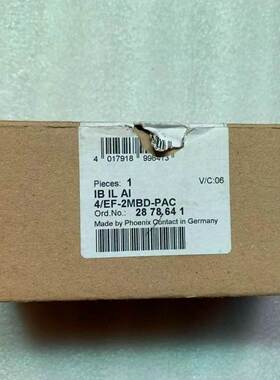 4 017918 996413
Pieces: 1 V/C:06
IB IL AI
4/EF-2MBD-PAC
Ord.No.: 28 78,64 1
Made by Phoenix Contact in Germany